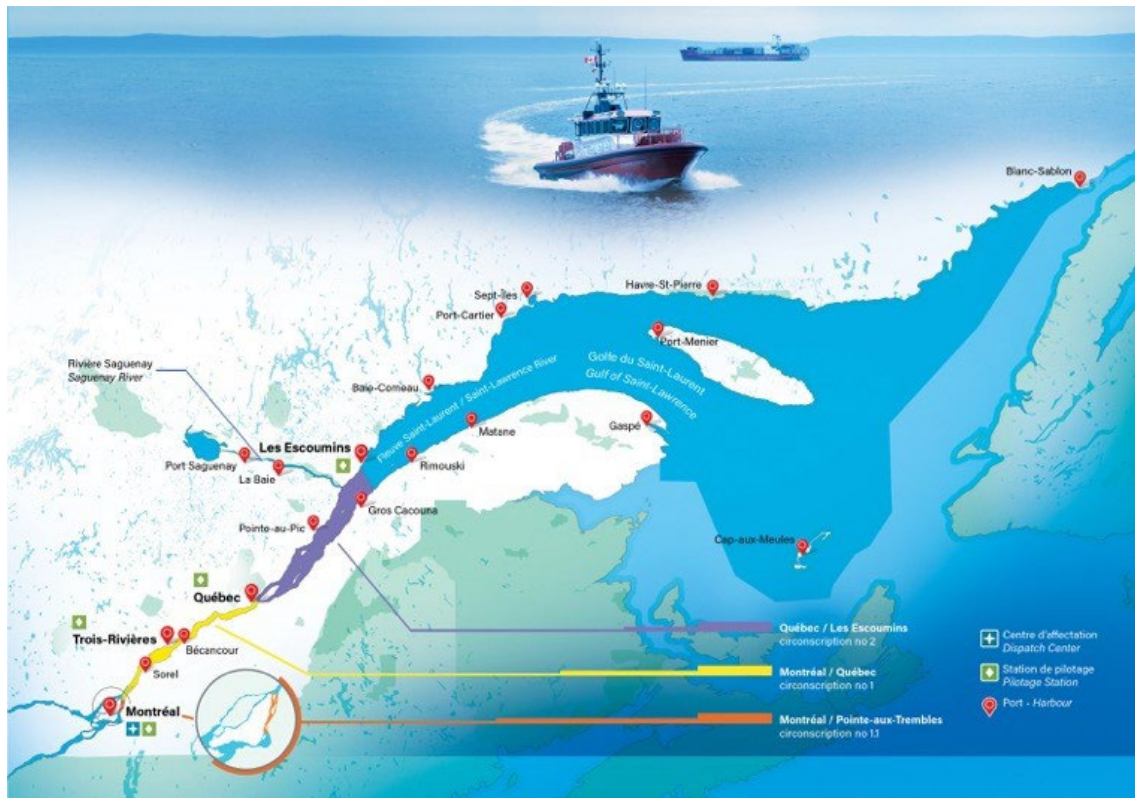 Blanc-Sablon
Sept-Îles
Havre-St-Pierre
Port-Cartier
Port-Menier
Rivière Saguenay
Saguenay River
Golfe du Saint-Laurent
Gulf of Saint-Lawrence
Baie-Comeau
Fleuve Saint-Laurent / Saint-Lawrence River
Matane
Gaspé
Les Escoumins
Port Saguenay
Rimouski
La Baie
Gros Cacouna
Pointe-au-Pic
Cap-aux-Meules
Québec
Trois-Rivières
Bécancour
Sorel
Montréal
Québec / Les Escoumins
circonscription no 2
Montréal / Québec
circonscription no 1
Montréal / Pointe-aux-Trembles
circonscription no 1.1
Centre d'affectation
Dispatch Center
Station de pilotage
Pilotage Station
Port - Harbour